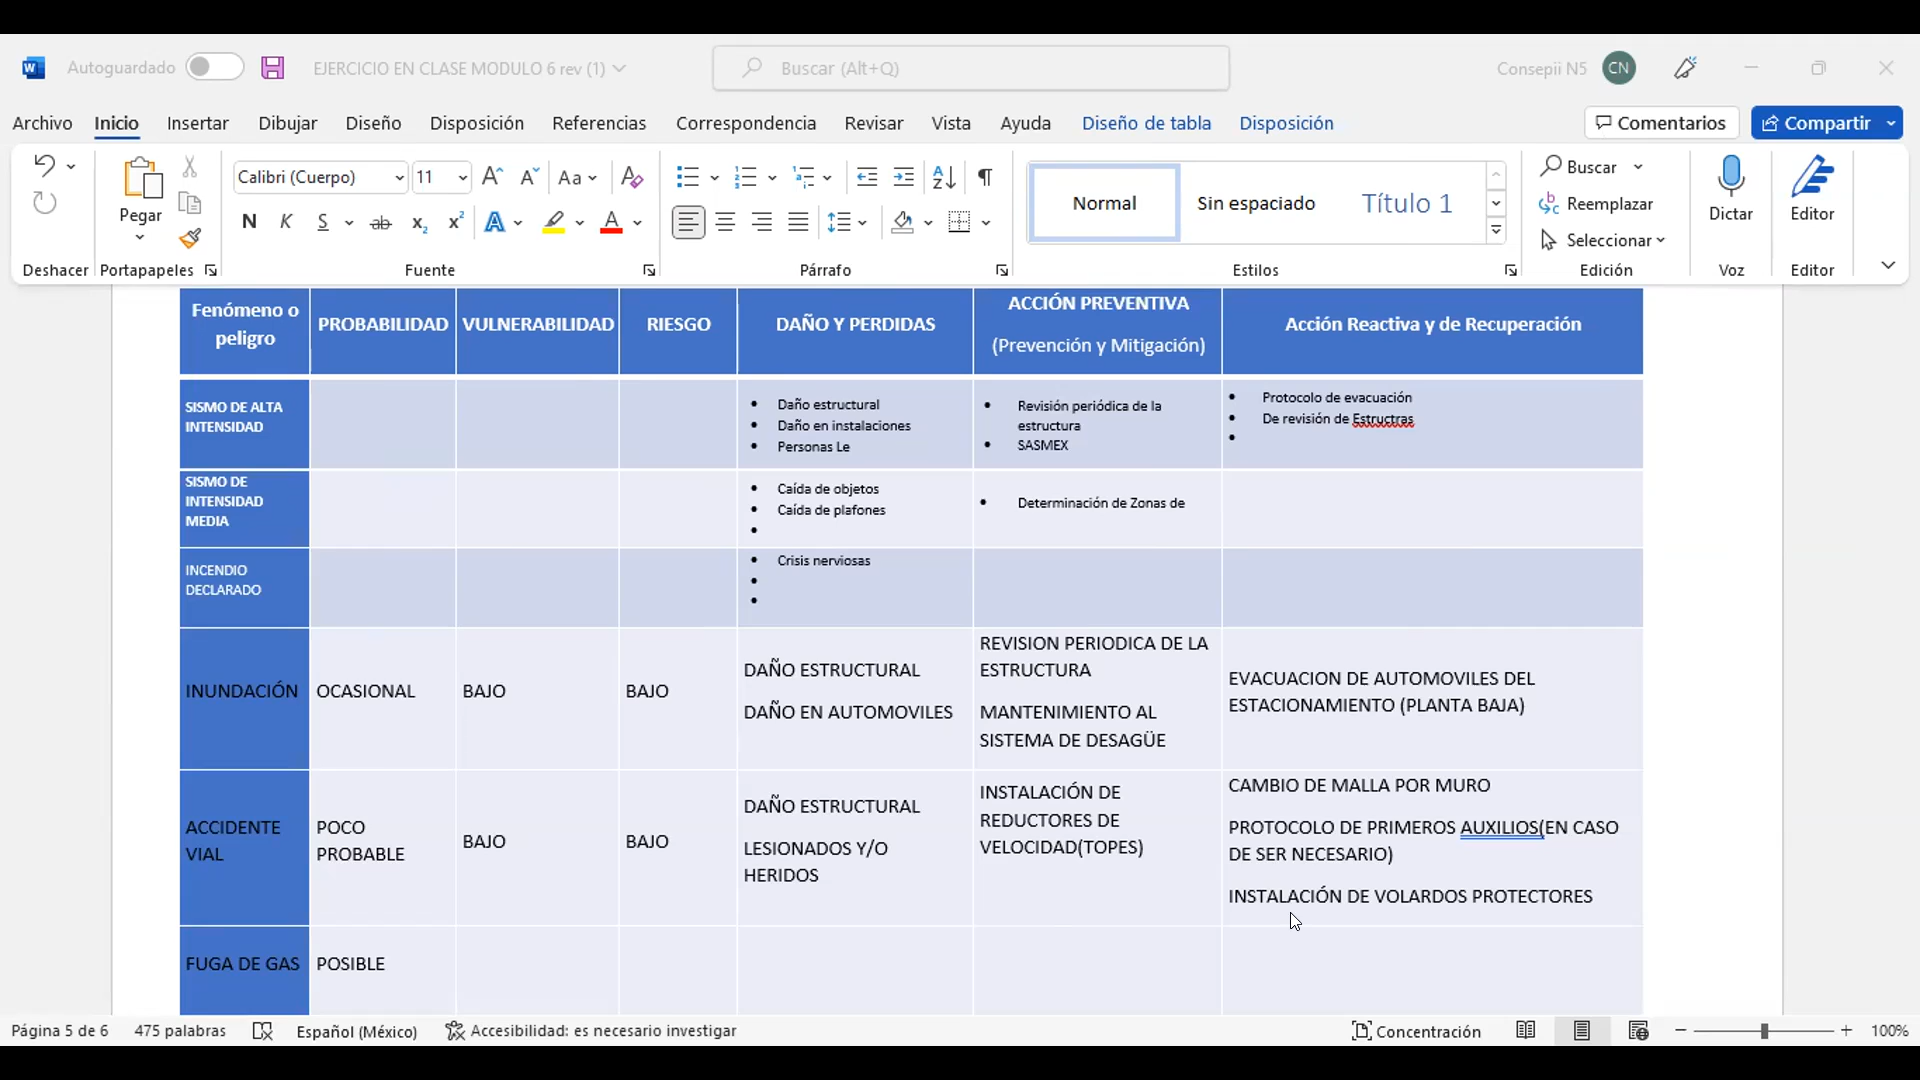 Autoguardado
EJERCICIO EN CLASE MODULO 6 rev (1)
Buscar (Alt+Q)
Consepii N5
CN
Archivo
Inicio
Insertar
Dibujar
Diseño
Disposición
Referencias
Correspondencia
Revisar
Vista
Ayuda
Diseño de tabla
Disposición
Comentarios
Compartir
Deshacer
Pegar
Portapapeles
Calibri (Cuerpo)
11
Aa
N
K
S
ab
Fuente
Párrafo
Normal
Sin espaciado
Título 1
Estilos
Buscar
Reemplazar
Seleccionar
Edición
Dictar
Voz
Editor
Editor
Fenómeno o
peligro
PROBABILIDAD
VULNERABILIDAD
RIESGO
DAÑO Y PERDIDAS
ACCIÓN PREVENTIVA
(Prevención y Mitigación)
Acción Reactiva y de Recuperación
SISMO DE ALTA
INTENSIDAD
• Daño estructural
• Daño en instalaciones
• Personas Le
• Revisión periódica de la
estructura
• SASMEX
• Protocolo de evacuación
• De revisión de Estructras
•
SISMO DE
INTENSIDAD
MEDIA
• Caída de objetos
• Caída de plafones
•
• Determinación de Zonas de
INCENDIO
DECLARADO
• Crisis nerviosas
•
•
INUNDACIÓN
OCASIONAL
BAJO
BAJO
DAÑO ESTRUCTURAL
DAÑO EN AUTOMOVILES
REVISION PERIODICA DE LA
ESTRUCTURA
MANTENIMIENTO AL
SISTEMA DE DESAGÜE
EVACUACION DE AUTOMOVILES DEL
ESTACIONAMIENTO (PLANTA BAJA)
ACCIDENTE
VIAL
POCO
PROBABLE
BAJO
BAJO
DAÑO ESTRUCTURAL
LESIONADOS Y/O
HERIDOS
INSTALACIÓN DE
REDUCTORES DE
VELOCIDAD(TOPES)
CAMBIO DE MALLA POR MURO
PROTOCOLO DE PRIMEROS AUXILIOS(EN CASO
DE SER NECESARIO)
INSTALACIÓN DE VOLARDOS PROTECTORES
FUGA DE GAS
POSIBLE
Página 5 de 6
475 palabras
Español (México)
Accesibilidad: es necesario investigar
Concentración
100%